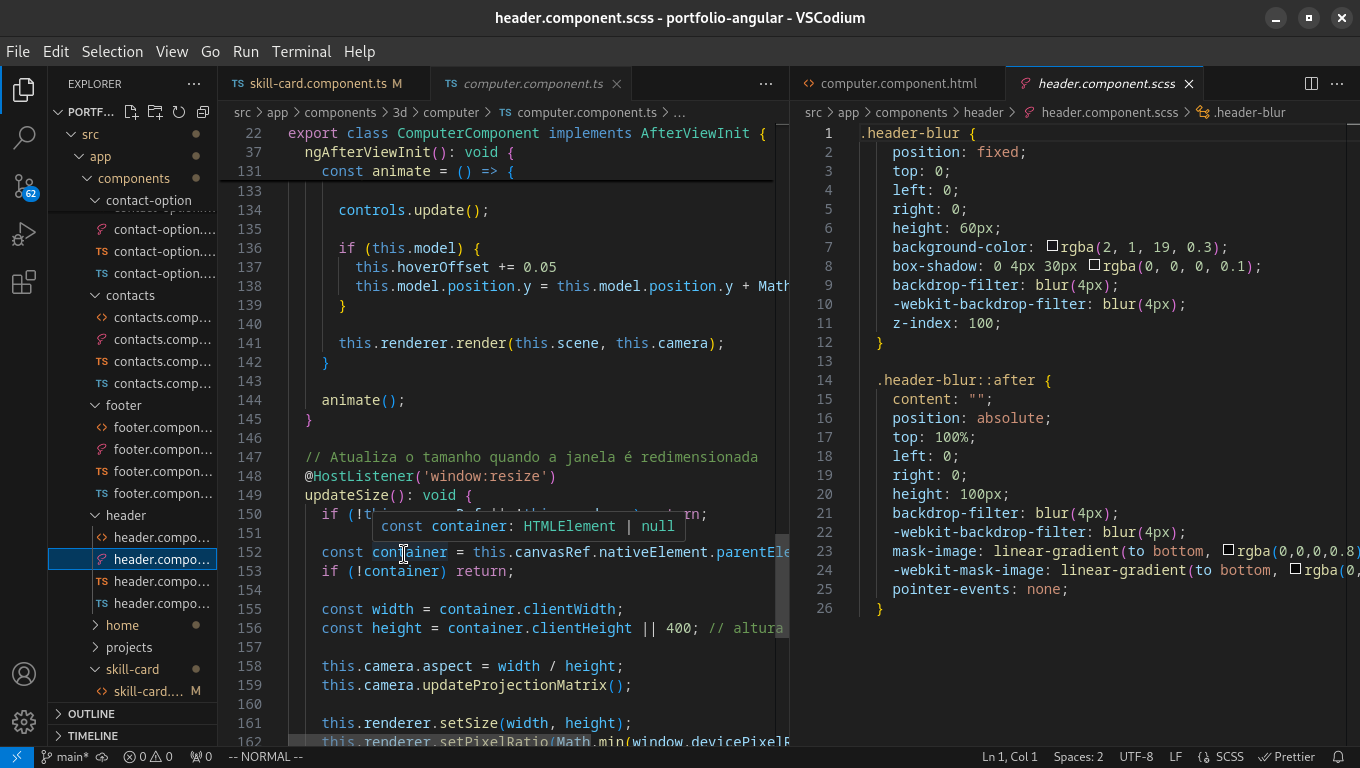 header.component.scss - portfolio-angular - VSCodium
File Edit Selection View Go Run Terminal Help
EXPLORER
PORTF...
src
app
components
contact-option
contact-option....
contact-option....
contact-option....
contacts
contacts.comp...
contacts.comp...
contacts.comp...
contacts.comp...
footer
footer.compon...
footer.compon...
footer.compon...
footer.compon...
header
header.compo...
header.compo...
header.compo...
header.compo...
home
projects
skill-card
skill-card.... M
OUTLINE
TIMELINE
62
TS skill-card.component.ts M
TS computer.component.ts
src > app > components > 3d > computer > TS computer.component.ts > ...
22 export class ComputerComponent implements AfterViewInit {
37 ngAfterViewInit(): void {
131 const animate = () => {
133
134 controls.update();
135
136 if (this.model) {
137 this.hoverOffset += 0.05
138 this.model.position.y = this.model.position.y + Math
139 }
140
141 this.renderer.render(this.scene, this.camera);
142 }
143
144 animate();
145 }
146
147 // Atualiza o tamanho quando a janela é redimensionada
148 @HostListener('window:resize')
149 updateSize(): void {
150 if (!
const container: HTMLElement | null
151
152 const container = this.canvasRef.nativeElement.parentEle
153 if (!container) return;
154
155 const width = container.clientWidth;
156 const height = container.clientHeight || 400; // altura
157
158 this.camera.aspect = width / height;
159 this.camera.updateProjectionMatrix();
160
161 this.renderer.setSize(width, height);
162 this.renderer.setPixelRatio(Math.min(window.devicePixelR
computer.component.html
header.component.scss
src > app > components > header > header.component.scss > .header-blur
1 .header-blur {
2 position: fixed;
3 top: 0;
4 left: 0;
5 right: 0;
6 height: 60px;
7 background-color: rgba(2, 1, 19, 0.3);
8 box-shadow: 0 4px 30px rgba(0, 0, 0, 0.1);
9 backdrop-filter: blur(4px);
10 -webkit-backdrop-filter: blur(4px);
11 z-index: 100;
12 }
13
14 .header-blur::after {
15 content: "";
16 position: absolute;
17 top: 100%;
18 left: 0;
19 right: 0;
20 height: 100px;
21 backdrop-filter: blur(4px);
22 -webkit-backdrop-filter: blur(4px);
23 mask-image: linear-gradient(to bottom, rgba(0,0,0,0.8)
24 -webkit-mask-image: linear-gradient(to bottom, rgba(0,
25 pointer-events: none;
26 }
main* 0 0 0 -- NORMAL -- Ln 1, Col 1 Spaces: 2 UTF-8 LF {} SCSS Prettier